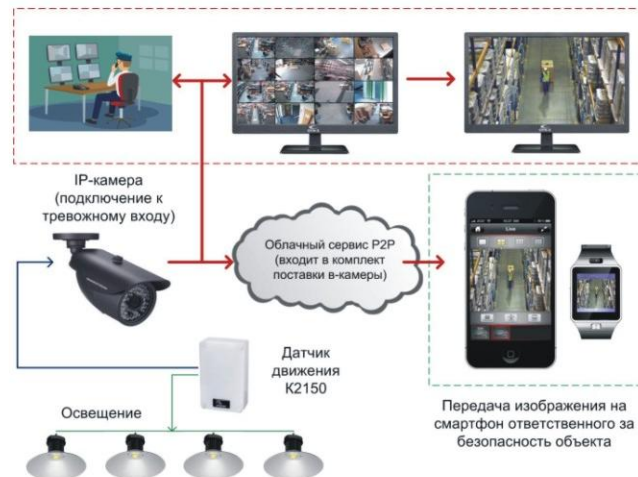 IP-камера
(подключение к
тревожному входу)
Облачный сервис P2P
(входит в комплект
поставки в-камеры)
Live
Датчик
движения
К2150
Освещение
Передача изображения на
смартфон ответственного за
безопасность объекта